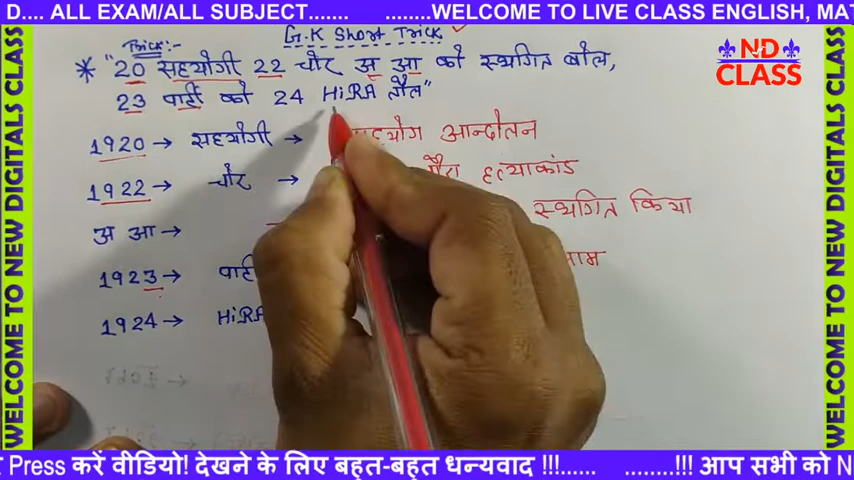 D.... ALL EXAM/ALL SUBJECT........ ........WELCOME TO LIVE CLASS ENGLISH, MAT
G.K Short Trick
Trick:-
* "20 सहयोगी 22 चोर अ आ को स्थगित बोल,
23 पार्टी को 24 HiRA तौल"
1920 → सहयोगी → सहयोग आन्दोलन
1922 → चोर → चौरा हत्याकांड
अ आ → स्थगित किया
1923 →
1924 → HiRA
ND
CLASS
WELCOME TO NEW DIGITALS CLASS
WELCOME TO NEW DIGITALS CLASS
Press करें वीडियो! देखने के लिए बहत-बहत धन्यवाद !!!...... ........!!! आप सभी को N